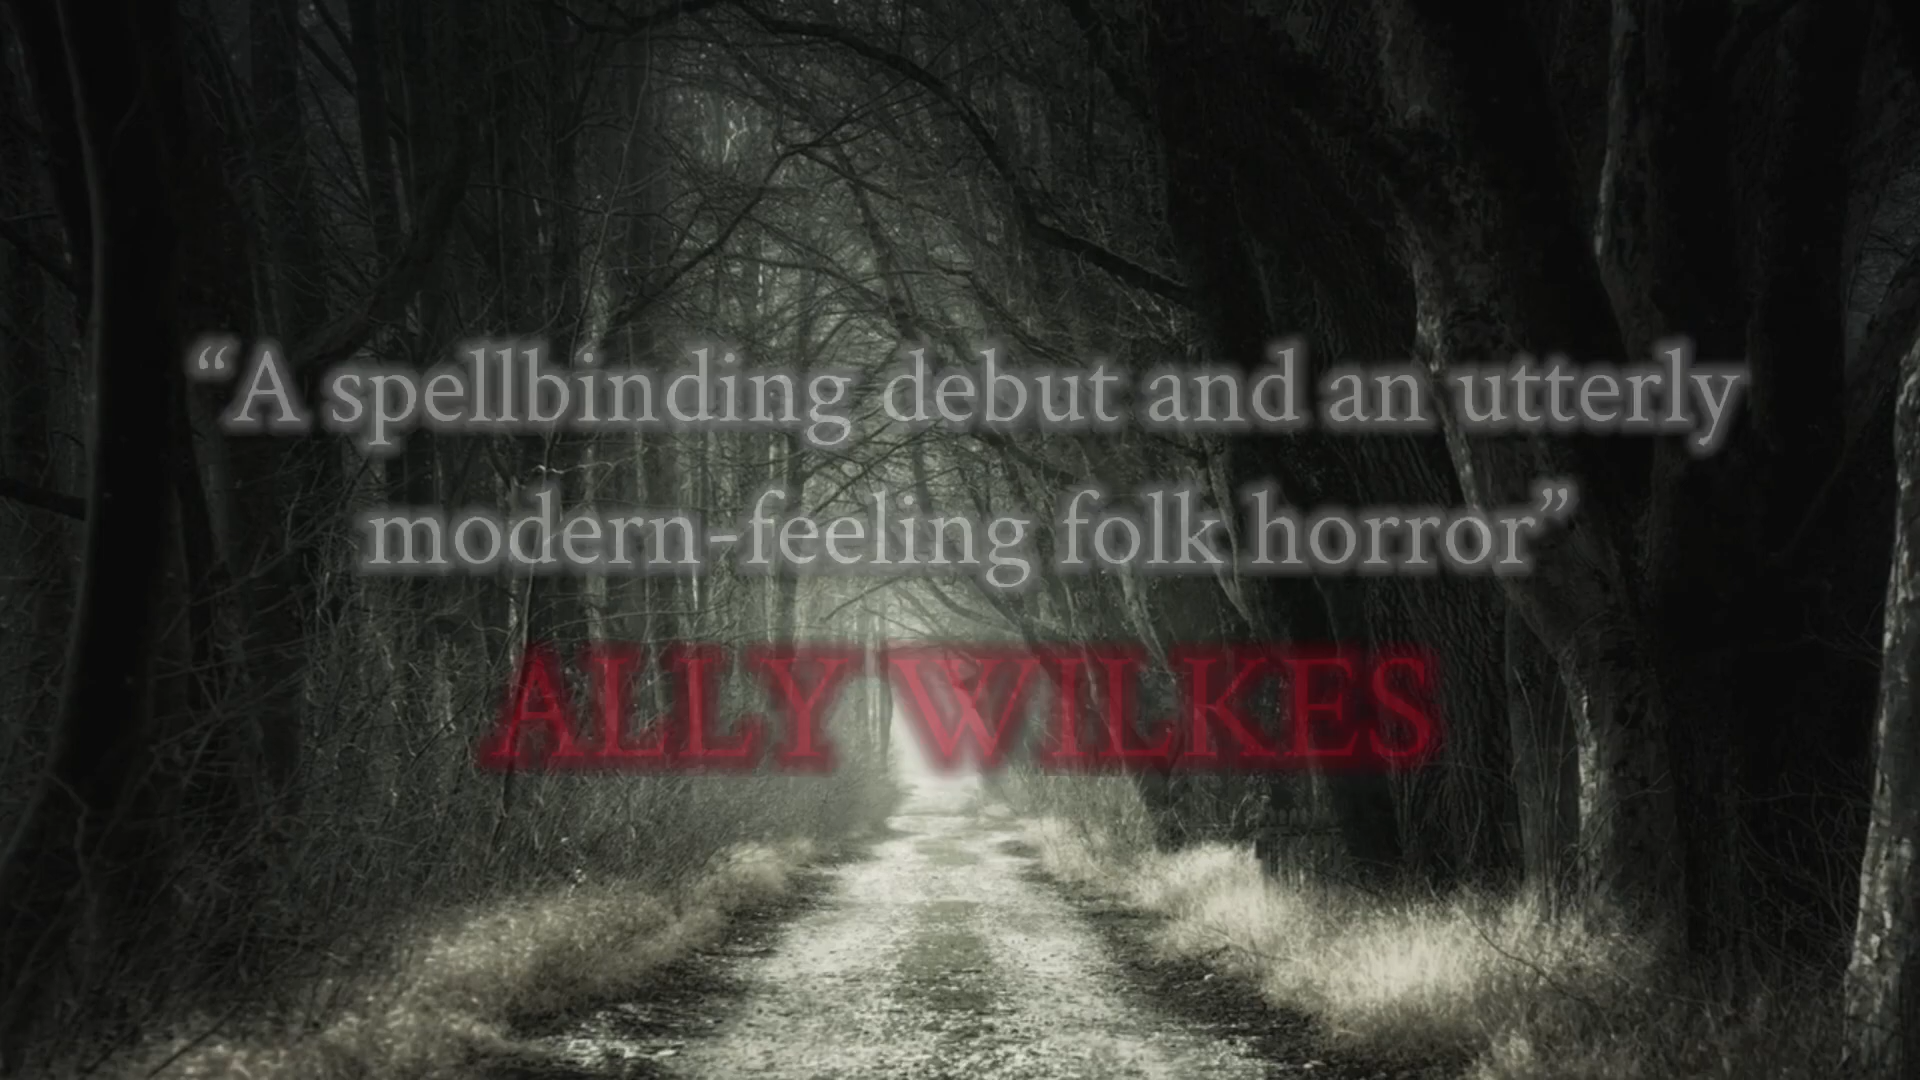 “A spellbinding debut and an utterly
modern-feeling folk horror”
ALLY WILKES